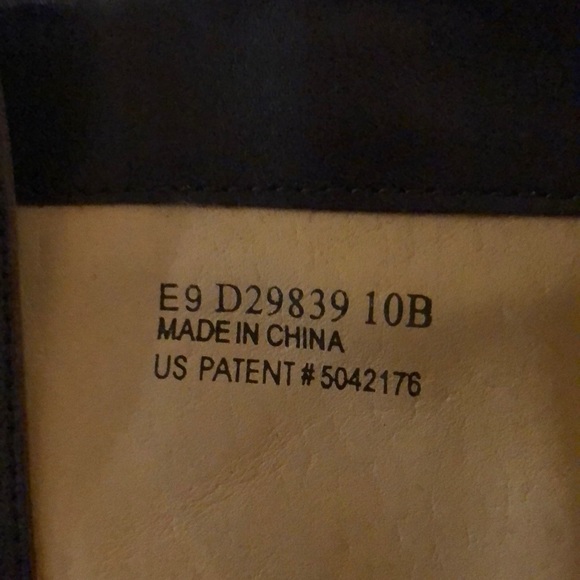 E9 D29839 10B
MADE IN CHINA
US PATENT # 5042176